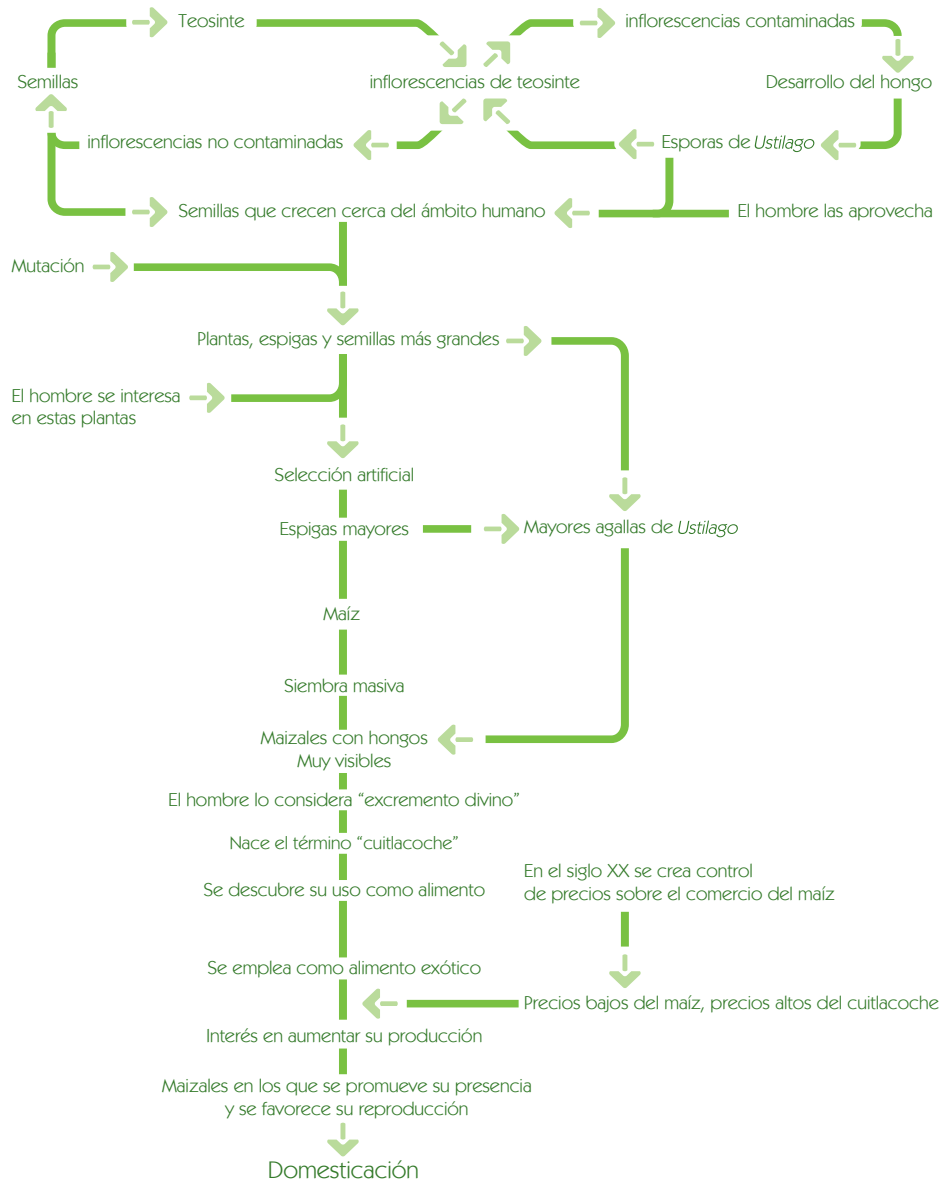 Teosinte
inflorescencias contaminadas
Semillas
inflorescencias de teosinte
Desarrollo del hongo
inflorescencias no contaminadas
Esporas de Ustilago
Semillas que crecen cerca del ámbito humano
El hombre las aprovecha
Mutación
Plantas, espigas y semillas más grandes
El hombre se interesa
en estas plantas
Selección artificial
Espigas mayores
Mayores agallas de Ustilago
Maíz
Siembra masiva
Maizales con hongos
Muy visibles
El hombre lo considera “excremento divino”
Nace el término “cuitlacoche”
Se descubre su uso como alimento
En el siglo XX se crea control
de precios sobre el comercio del maíz
Se emplea como alimento exótico
Precios bajos del maíz, precios altos del cuitlacoche
Interés en aumentar su producción
Maizales en los que se promueve su presencia
y se favorece su reproducción
Domesticación